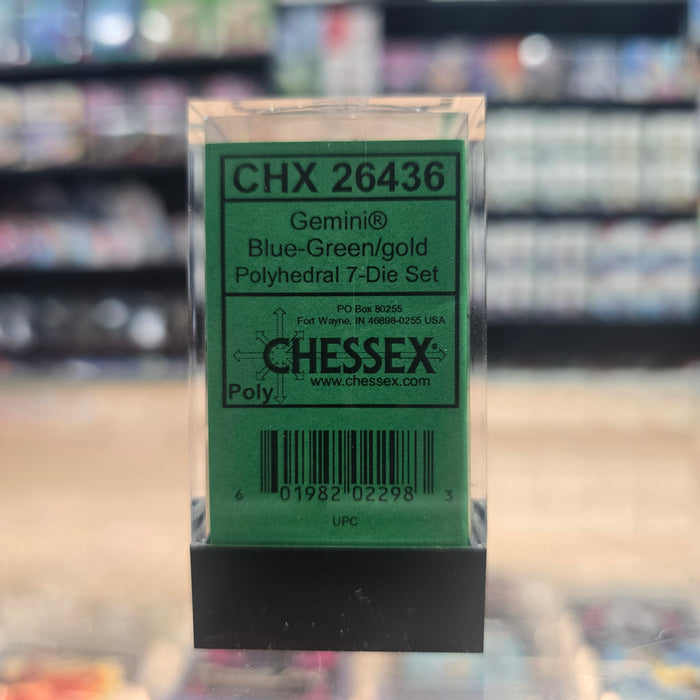 CHX 26436
Gemini®
Blue-Green/gold
Polyhedral 7-Die Set
PO Box 80255
Fort Wayne, IN 46898-0255 USA
CHESSEX®
www.chessex.com
Poly
6 01982 02298 3
UPC